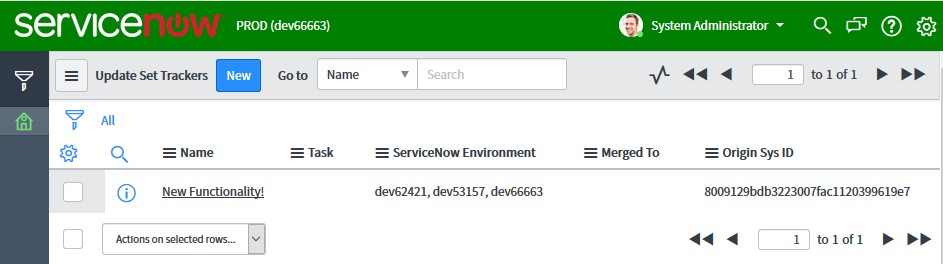 servicenow PROD (dev66663) System Administrator
Update Set Trackers New Go to Name Search 1 to 1 of 1
All
Name Task ServiceNow Environment Merged To Origin Sys ID
New Functionality! dev62421, dev53157, dev66663 8009129bdb3223007fac1120399619e7
Actions on selected rows... 1 to 1 of 1